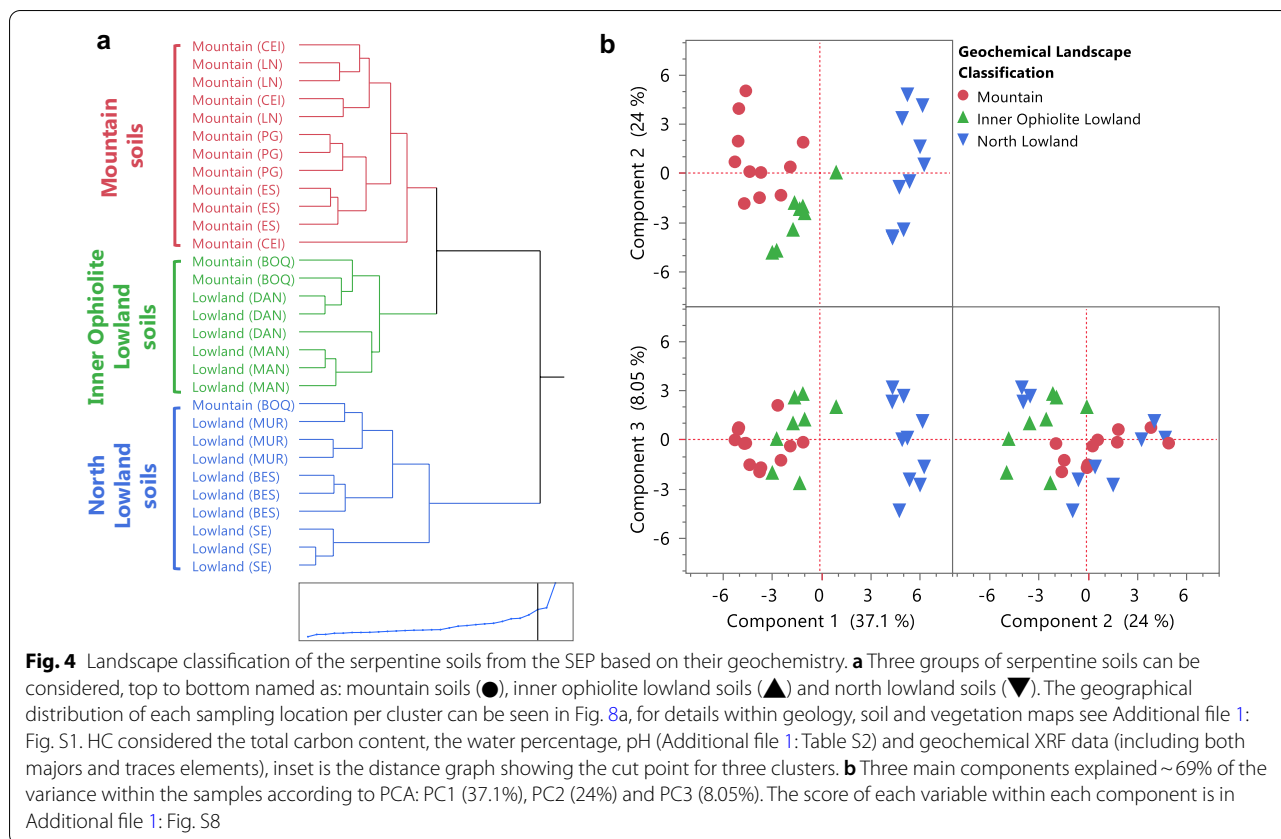 a
Mountain
soils
Inner Ophiolite
Lowland
soils
North
Lowland
soils
Mountain (CEI)
Mountain (LN)
Mountain (LN)
Mountain (CEI)
Mountain (LN)
Mountain (PG)
Mountain (PG)
Mountain (PG)
Mountain (ES)
Mountain (ES)
Mountain (ES)
Mountain (CEI)
Mountain (BOQ)
Mountain (BOQ)
Lowland (DAN)
Lowland (DAN)
Lowland (DAN)
Lowland (MAN)
Lowland (MAN)
Lowland (MAN)
Mountain (BOQ)
Lowland (MUR)
Lowland (MUR)
Lowland (MUR)
Lowland (BES)
Lowland (BES)
Lowland (BES)
Lowland (SE)
Lowland (SE)
Lowland (SE)
b
Component 2 (24 %)
6
3
0
-3
-6
Geochemical Landscape
Classification
Mountain
Inner Ophiolite Lowland
North Lowland
Component 3 (8.05 %)
6
3
0
-3
-6
-6 -3 0 3 6
Component 1 (37.1 %)
-6 -3 0 3 6
Component 2 (24 %)
Fig. 4 Landscape classification of the serpentine soils from the SEP based on their geochemistry. a Three groups of serpentine soils can be
considered, top to bottom named as: mountain soils (●), inner ophiolite lowland soils (▲) and north lowland soils (▼). The geographical
distribution of each sampling location per cluster can be seen in Fig. 8a, for details within geology, soil and vegetation maps see Additional file 1:
Fig. S1. HC considered the total carbon content, the water percentage, pH (Additional file 1: Table S2) and geochemical XRF data (including both
majors and traces elements), inset is the distance graph showing the cut point for three clusters. b Three main components explained ~ 69% of the
variance within the samples according to PCA: PC1 (37.1%), PC2 (24%) and PC3 (8.05%). The score of each variable within each component is in
Additional file 1: Fig. S8